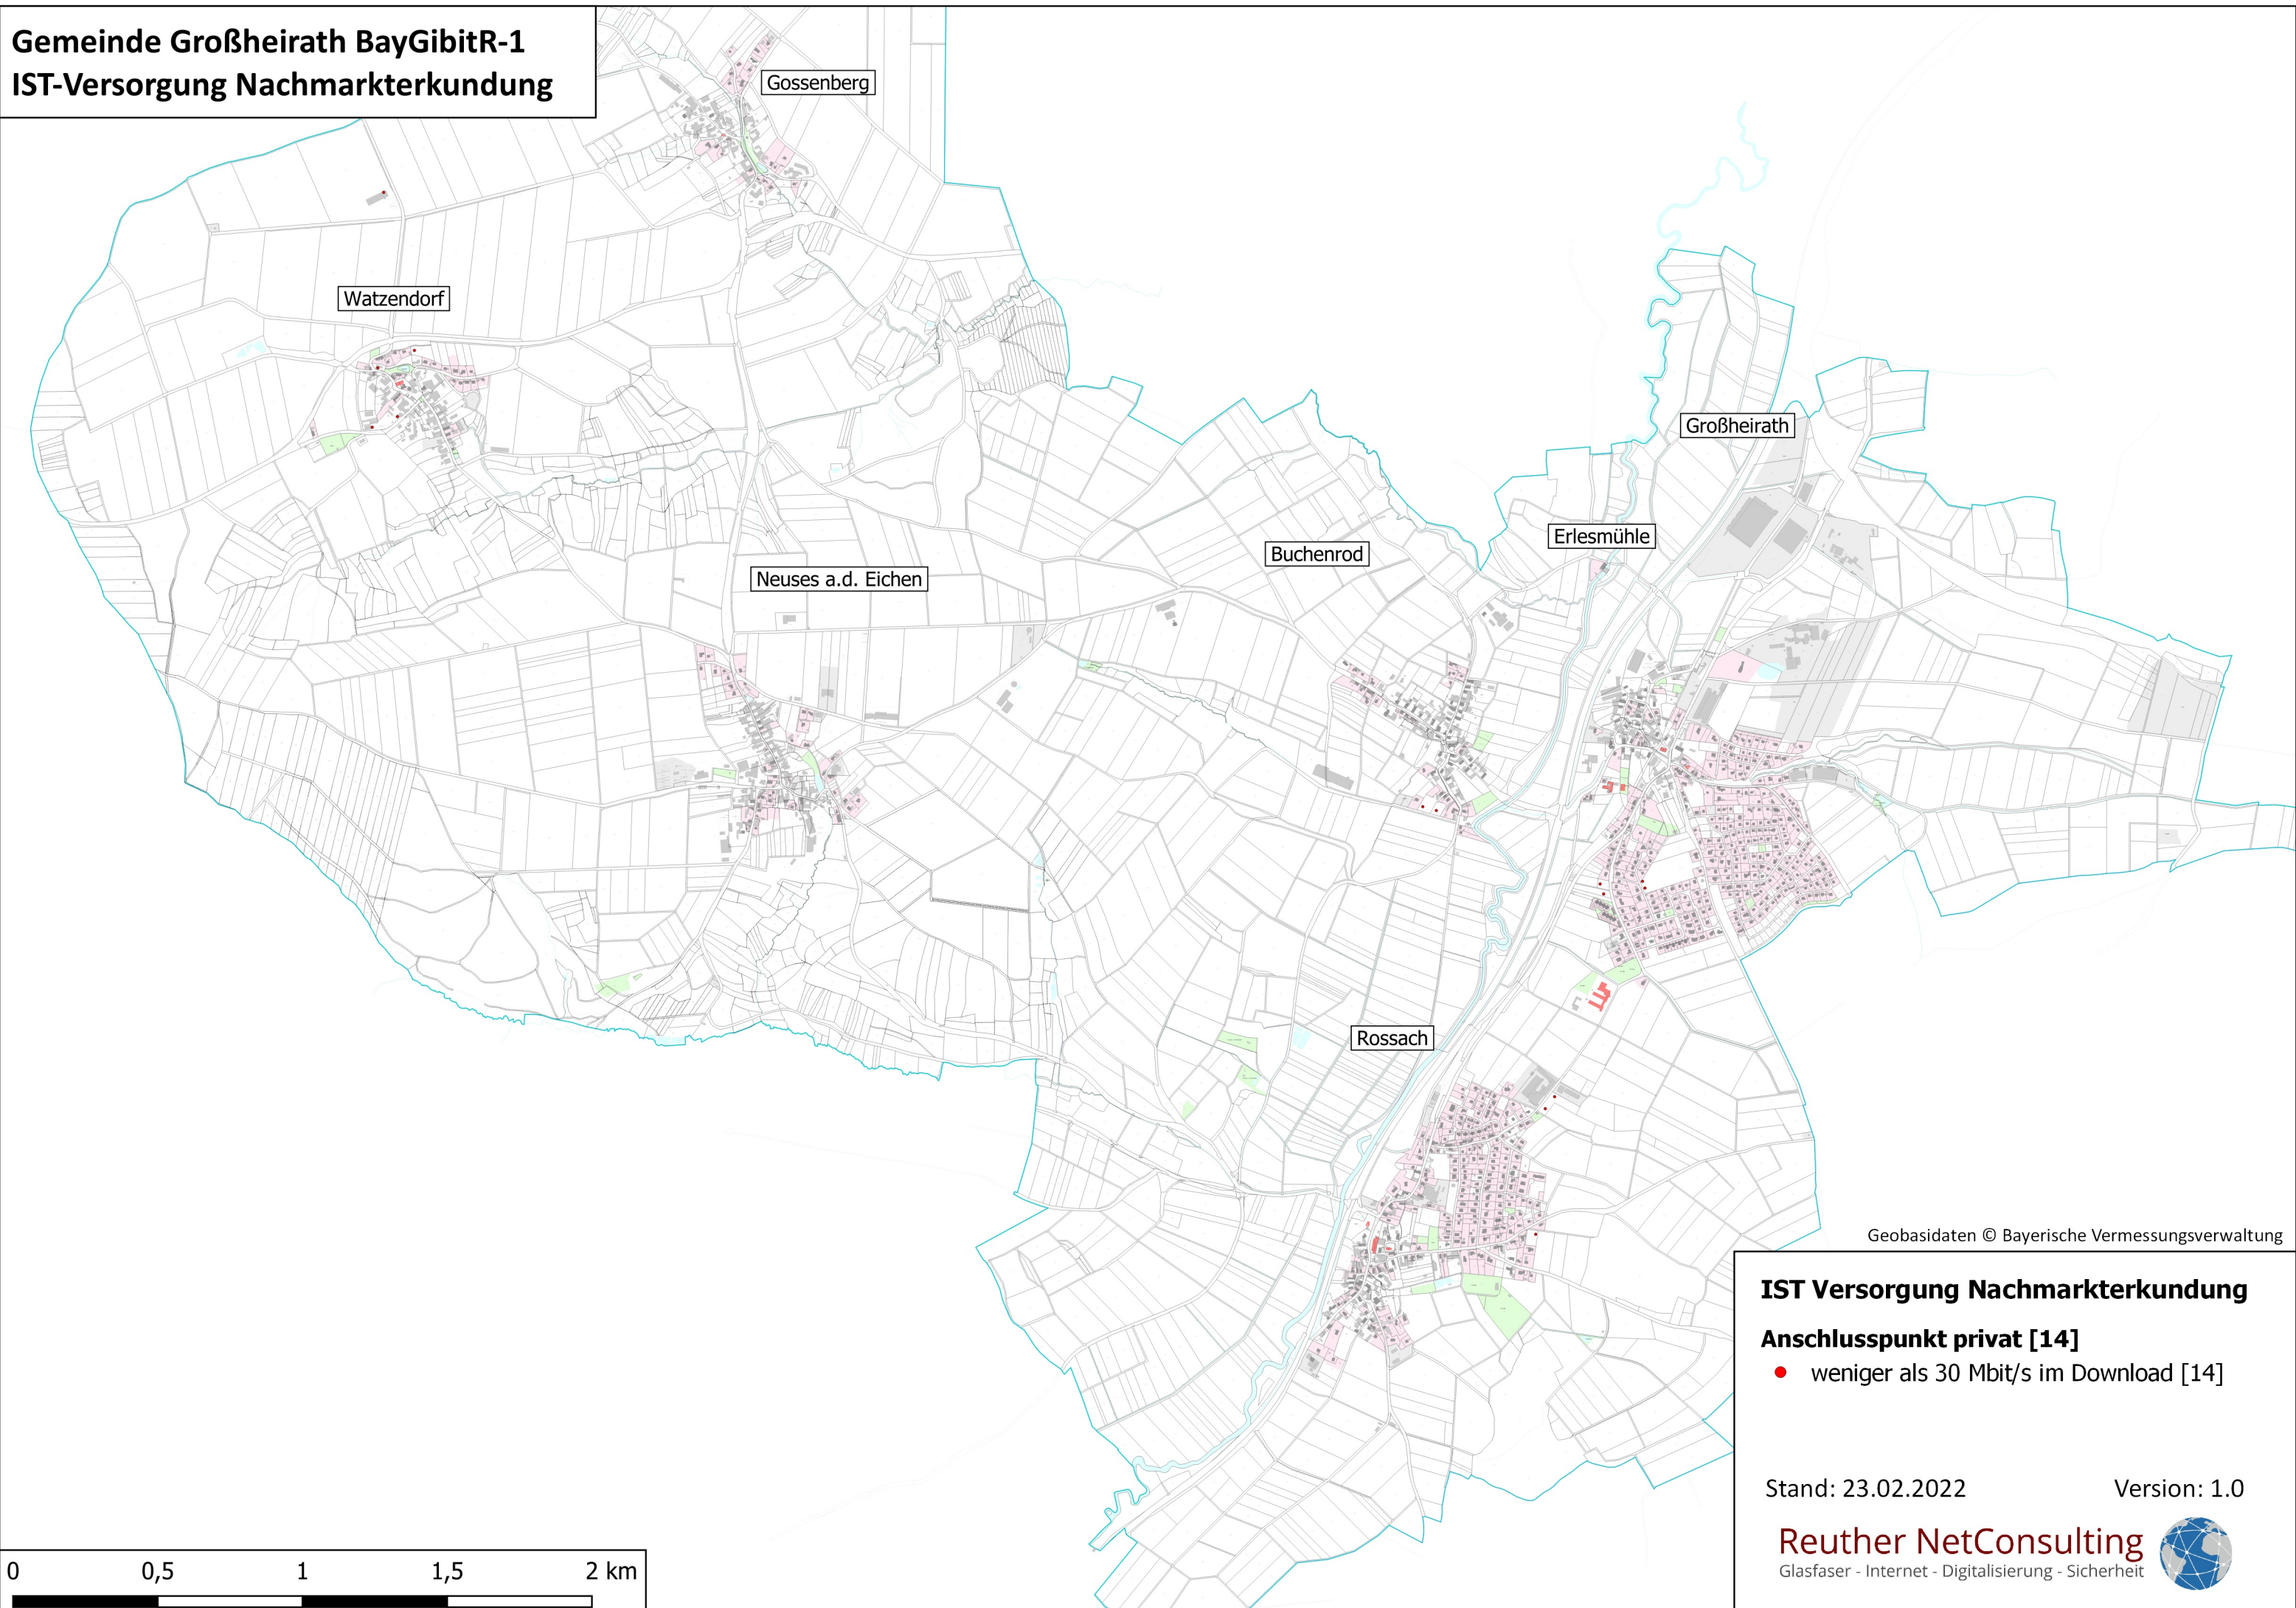 Gemeinde Großheirath BayGibitR-1
IST-Versorgung Nachmarkterkundung
Gossenberg
Watzendorf
Großheirath
Erlesmühle
Buchenrod
Neuses a.d. Eichen
Rossach
Geobasidaten © Bayerische Vermessungsverwaltung
IST Versorgung Nachmarkterkundung
Anschlusspunkt privat [14]
weniger als 30 Mbit/s im Download [14]
Stand: 23.02.2022 Version: 1.0
Reuther NetConsulting
Glasfaser - Internet - Digitalisierung - Sicherheit
0 0,5 1 1,5 2 km